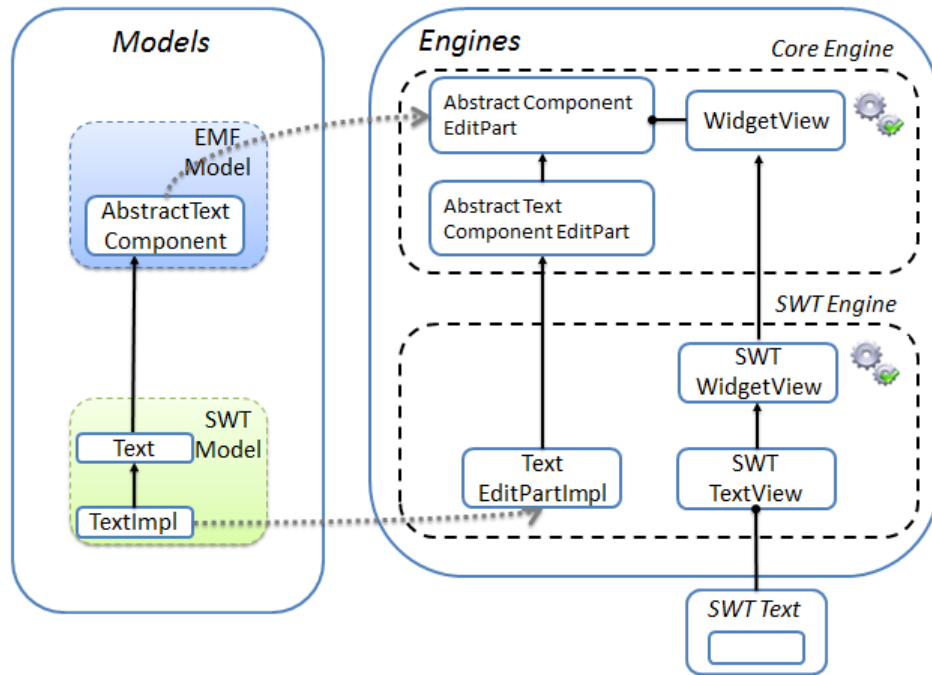 Models
EMF
Model
AbstractText
Component
SWT
Model
Text
TextImpl
Engines
Core Engine
Abstract Component
EditPart
WidgetView
Abstract Text
Component EditPart
SWT Engine
SWT
WidgetView
Text
EditPartImpl
SWT
TextView
SWT Text